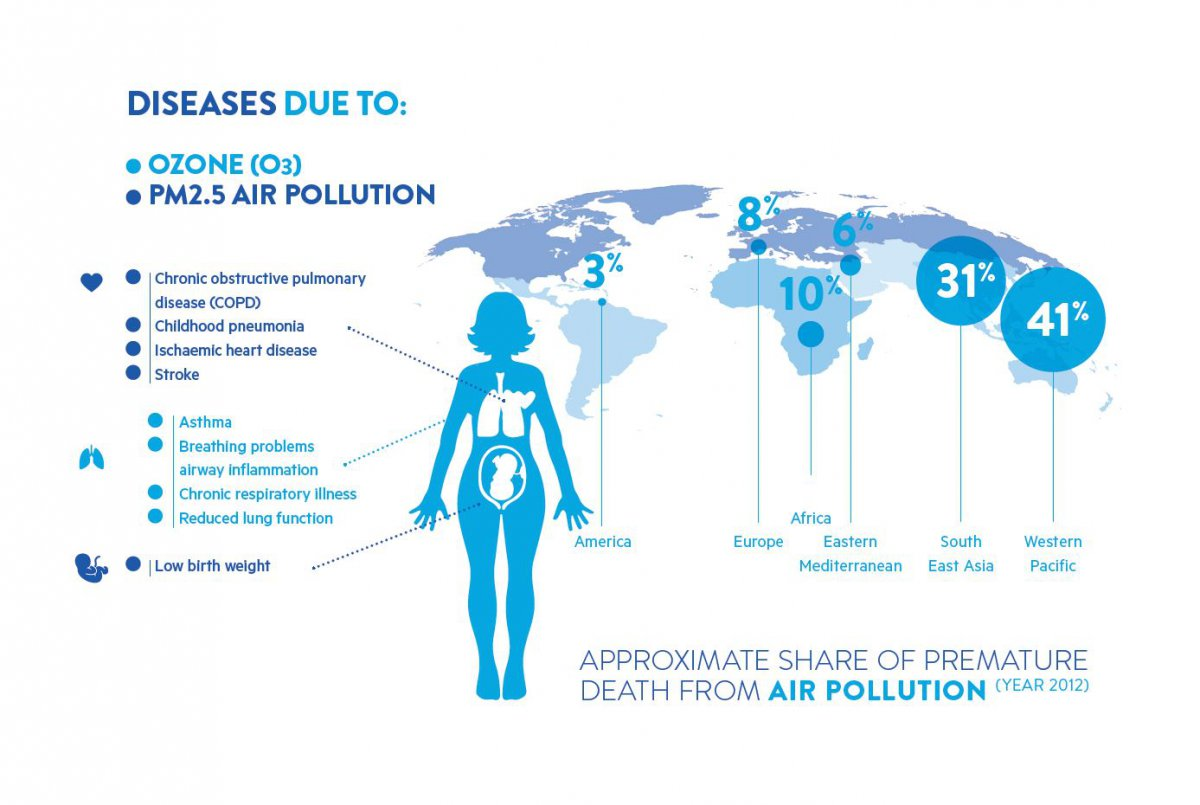 DISEASES DUE TO:
OZONE (O3)
PM2.5 AIR POLLUTION
Chronic obstructive pulmonary
disease (COPD)
Childhood pneumonia
Ischaemic heart disease
Stroke
Asthma
Breathing problems
airway inflammation
Chronic respiratory illness
Reduced lung function
Low birth weight
3%
8%
10%
6%
31%
41%
America
Europe
Africa
Eastern
Mediterranean
South
East Asia
Western
Pacific
APPROXIMATE SHARE OF PREMATURE
DEATH FROM AIR POLLUTION (YEAR 2012)